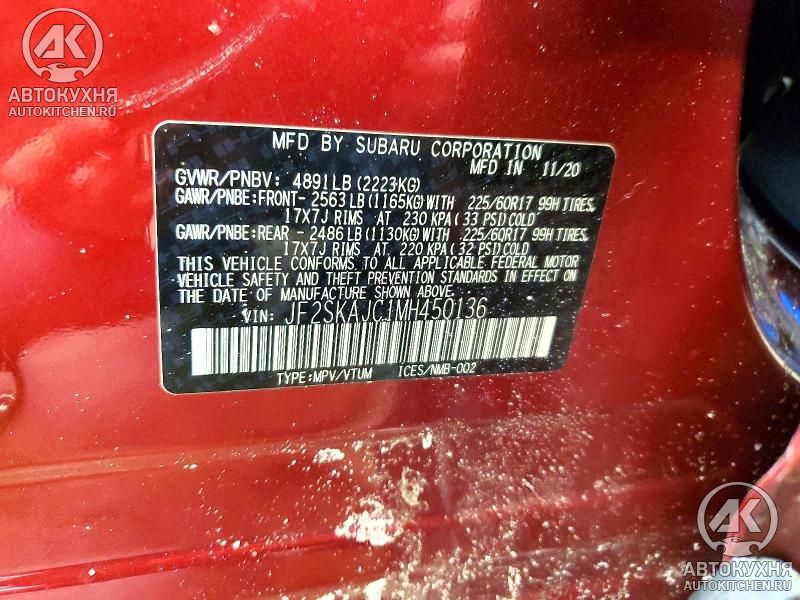 АК
АВТОКУХНЯ
AUTOKITCHEN.RU
MFD BY SUBARU CORPORATION
MFD IN 11/20
GVWR/PNBV: 4891LB (2223KG)
GAWR/PNBE:FRONT- 2563LB (1165KG)WITH 225/60R17 99H TIRES,
17X7J RIMS AT 230 KPA (33 PSI)COLD
GAWR/PNBE:REAR - 2486LB (1130KG)WITH 225/60R17 99H TIRES,
17X7J RIMS AT 220 KPA (32 PSI)COLD
THIS VEHICLE CONFORMS TO ALL APPLICABLE FEDERAL MOTOR
VEHICLE SAFETY AND THEFT PREVENTION STANDARDS IN EFFECT ON
THE DATE OF MANUFACTURE SHOWN ABOVE.
VIN: JF2SKAJC1MH450136
TYPE:MPV/VTUM ICES/NMB-002
АК
АВТОКУХНЯ
AUTOKITCHEN.RU